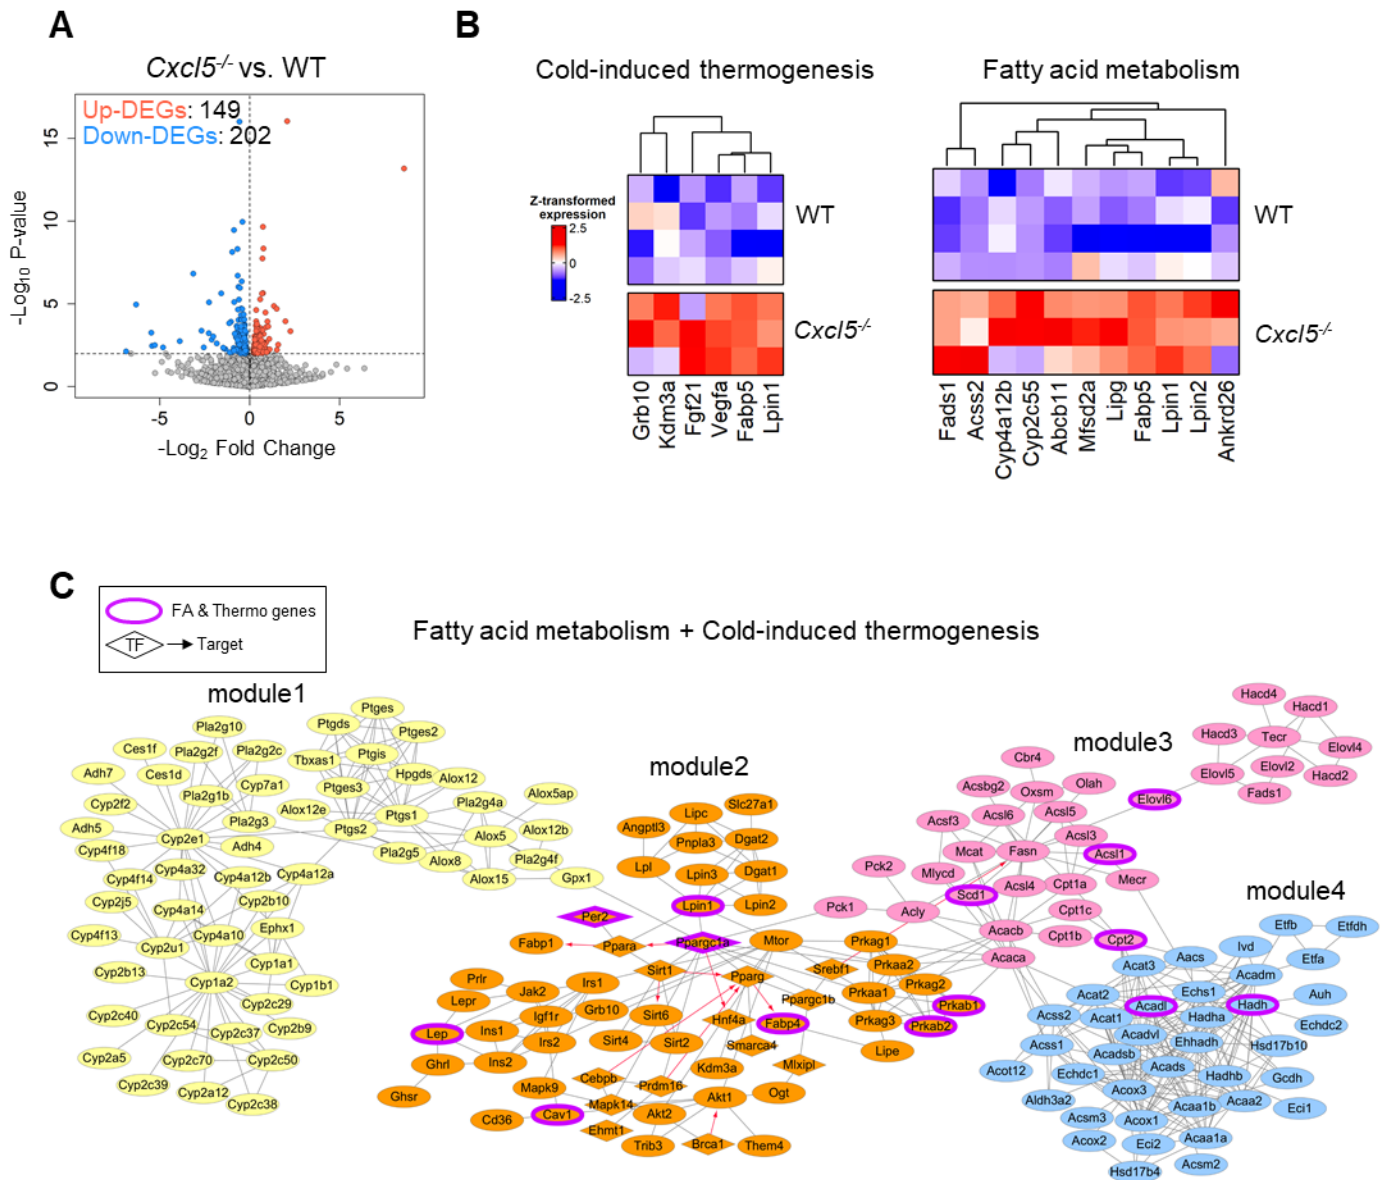 A
Cxcl5-/- vs. WT
Up-DEGs: 149
Down-DEGs: 202
-Log10 P-value
15
10
5
0
-5
0
5
-Log2 Fold Change
B
Cold-induced thermogenesis
Fatty acid metabolism
Z-transformed
expression
2.5
0
-2.5
WT
Cxcl5-/-
WT
Cxcl5-/-
Grb10
Kdm3a
Fgf21
Vegfa
Fabp5
Lpin1
Fads1
Acss2
Cyp4a12b
Cyp2c55
Abcb11
Mfsd2a
Lipg
Fabp5
Lpin1
Lpin2
Ankrd26
C
FA & Thermo genes
TF
Target
Fatty acid metabolism + Cold-induced thermogenesis
module1
Ptges
Ptgds
Ptges2
Pla2g10
Ces1f
Pla2g2f
Pla2g2c
Tbxas1
Ptgis
Adh7
Ces1d
Cyp7a1
Hpgds
Alox12
Ptges3
Cyp2f2
Pla2g1b
Alox12e
Ptgs1
Pla2g4a
Alox5ap
Adh5
Cyp2e1
Pla2g3
Ptgs2
Alox5
Alox12b
Cyp4f18
Adh4
Pla2g5
Alox8
Pla2g4f
Cyp4f14
Cyp4a32
Cyp4a12b
Cyp4a12a
Alox15
Gpx1
Cyp2j5
Cyp4a14
Cyp2b10
Cyp4f13
Cyp2u1
Cyp4a10
Ephx1
Cyp2b13
Cyp1a2
Cyp1a1
Cyp1b1
Cyp2c29
Cyp2c40
Cyp2c54
Cyp2c37
Cyp2b9
Cyp2a5
Cyp2c70
Cyp2c50
Cyp2c39
Cyp2a12
Cyp2c38
module2
Slc27a1
Lipc
Angptl3
Pnpla3
Dgat2
Lpl
Lpin3
Dgat1
Lpin1
Lpin2
Per2
Fabp1
Ppara
Ppargc1a
Mtor
Prkag1
Sirt1
Pparg
Srebf1
Prkaa2
Prlr
Irs1
Prkag2
Lepr
Jak2
Ppargc1b
Prkaa1
Grb10
Prkab1
Igf1r
Sirt6
Hnf4a
Fabp4
Prkag3
Prkab2
Lep
Ins1
Irs2
Sirt4
Sirt2
Smarca4
Lipe
Ghrl
Ins2
Kdm3a
Mlxipl
Cebpb
Prdm16
Ghsr
Mapk9
Akt1
Ogt
Mapk14
Cd36
Cav1
Akt2
Ehmt1
Trib3
Brca1
Them4
module3
Hacd4
Hacd1
Hacd3
Tecr
Elovl4
Cbr4
Elovl5
Elovl2
Hacd2
Acsbg2
Oxsm
Olah
Elovl6
Fads1
Acsf3
Acsl6
Acsl5
Acsl3
Mcat
Fasn
Acsl1
Pck2
Mlycd
Scd1
Acsl4
Cpt1a
Mecr
Pck1
Acly
Cpt1c
Acacb
Cpt1b
Cpt2
Acaca
module4
Etfb
Etfdh
Ivd
Aacs
Etfa
Acat3
Acadm
Acat2
Echs1
Auh
Acadl
Hadh
Acss2
Acat1
Hadha
Echdc2
Acadvl
Acss1
Ehhadh
Hsd17b10
Acadsb
Acot12
Echdc1
Acads
Hadhb
Gcdh
Aldh3a2
Acox3
Acaa2
Acaa1b
Eci1
Acsm3
Acox1
Acox2
Eci2
Acaa1a
Hsd17b4
Acsm2